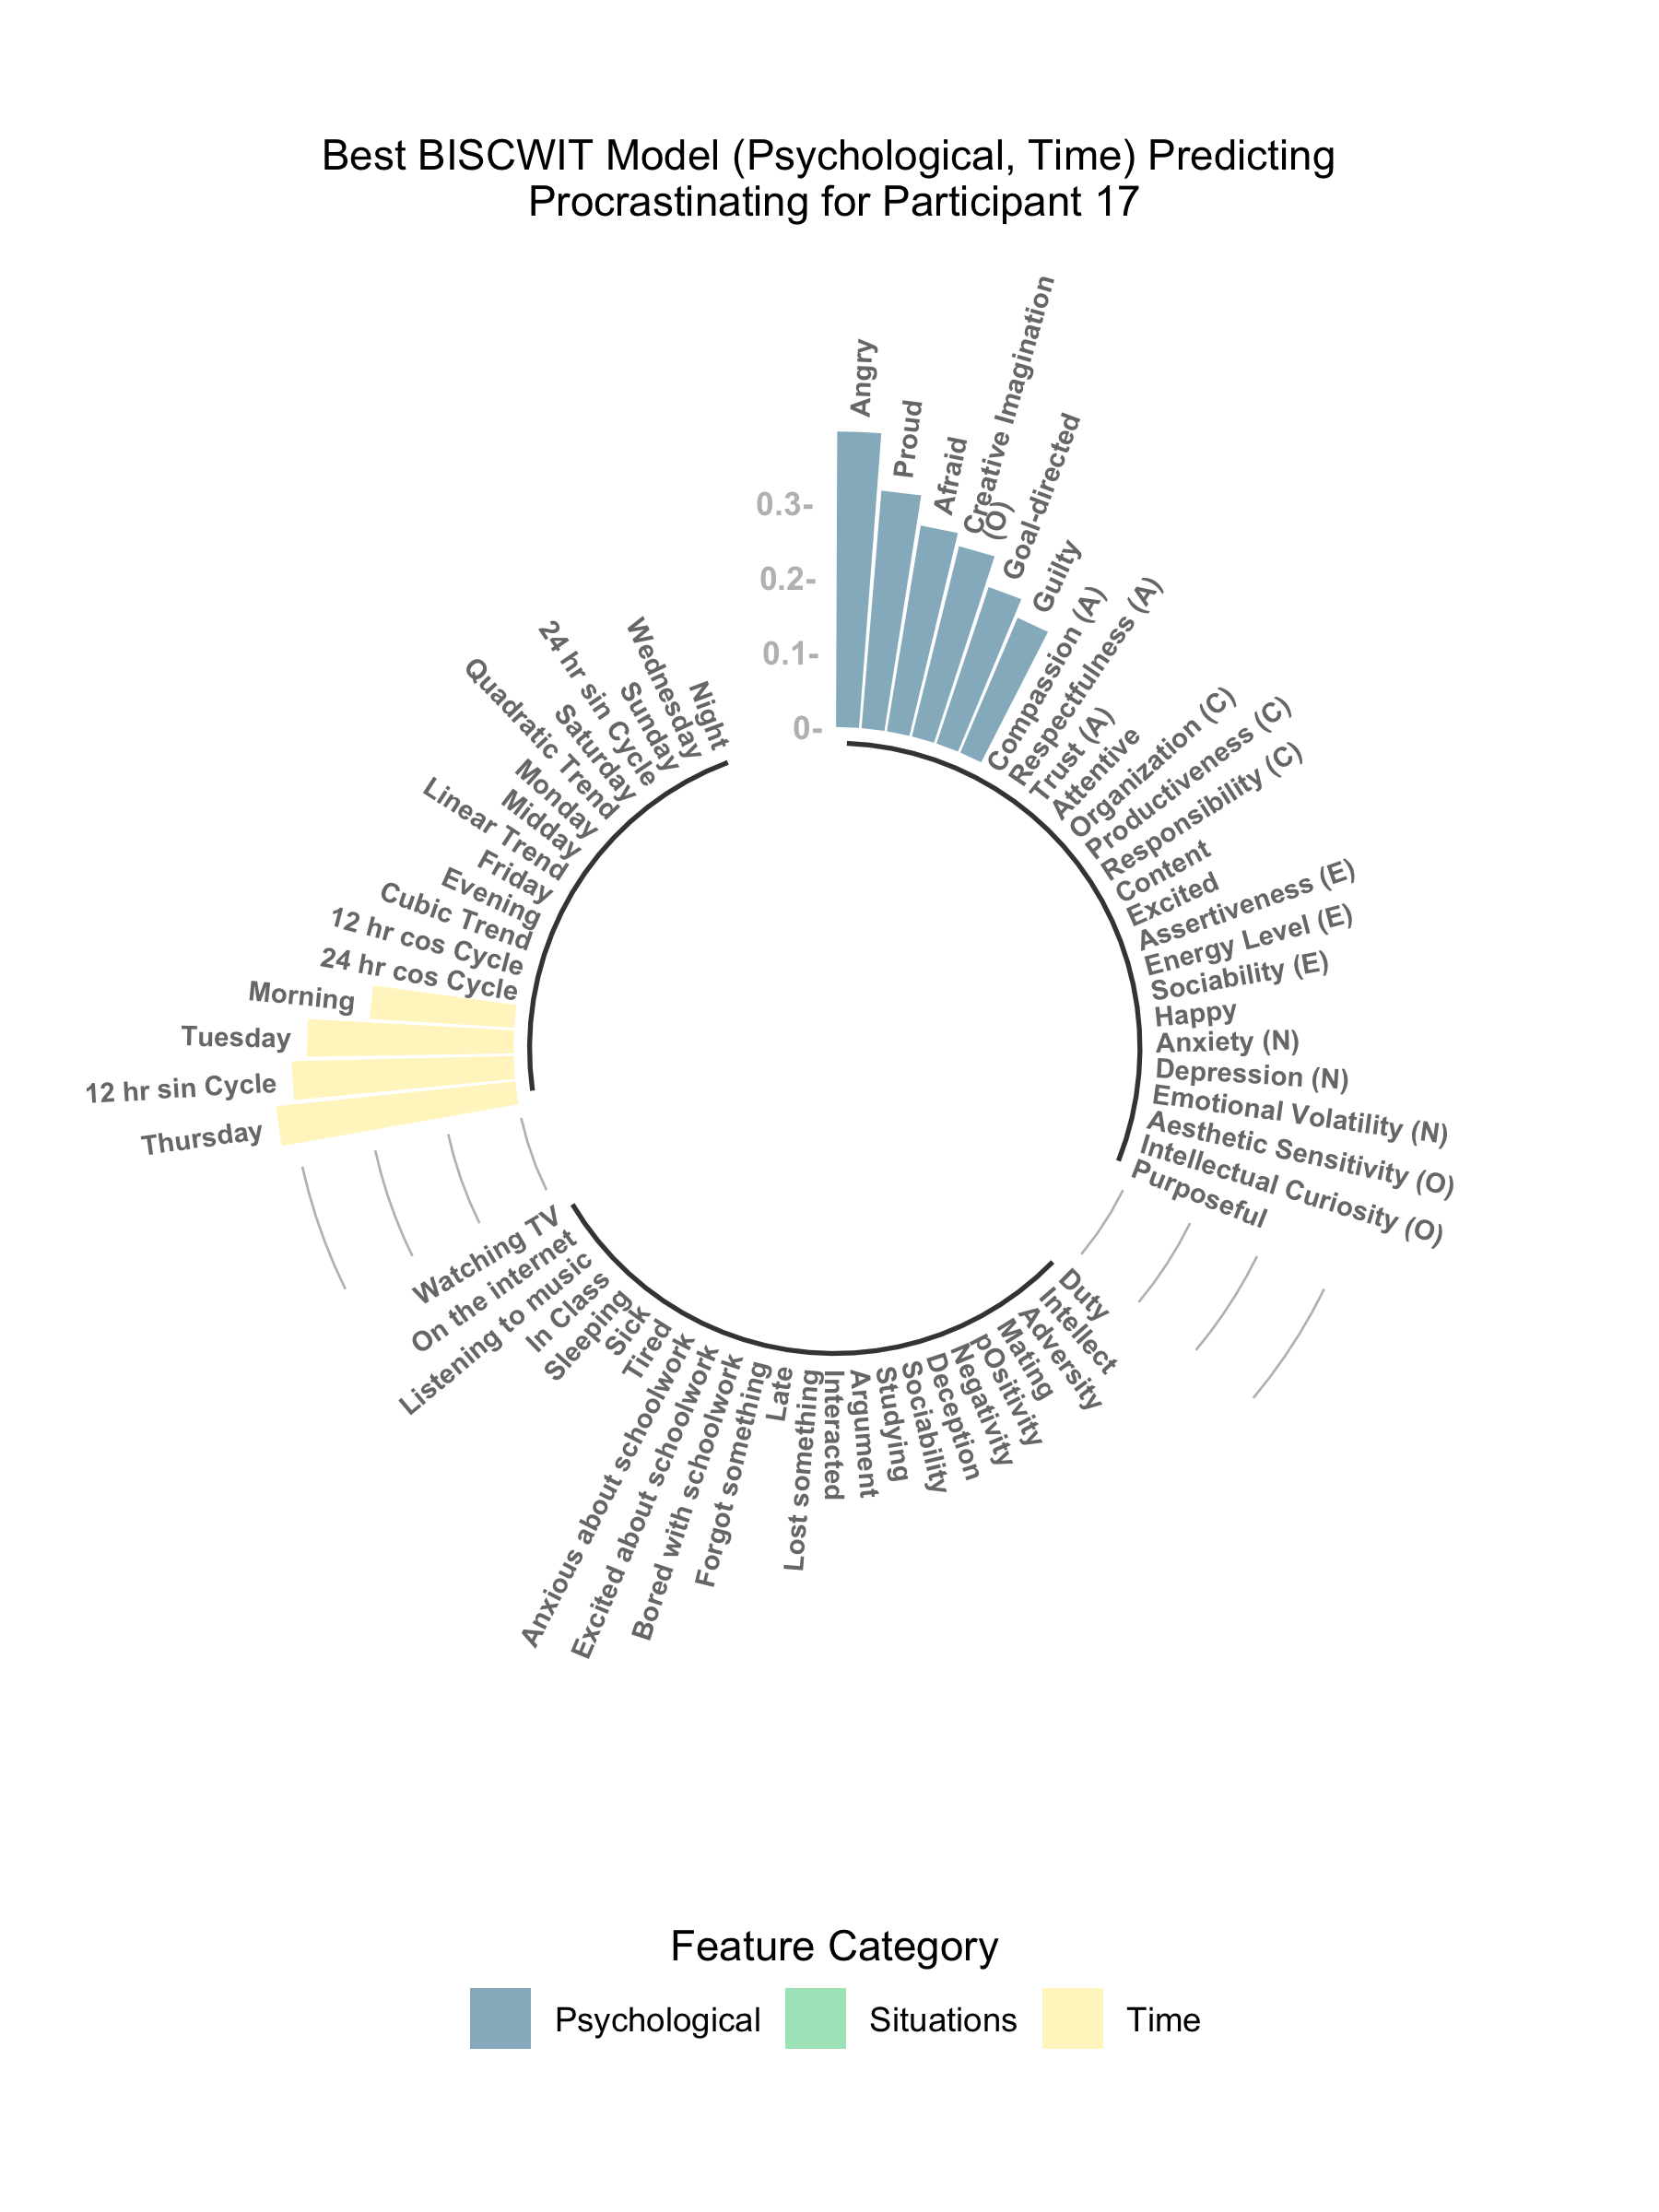 Best BISCWIT Model (Psychological, Time) Predicting
Procrastinating for Participant 17
0.3-
0.2-
0.1-
0-
Angry
Proud
Afraid
Creative Imagination
(O)
Goal-directed
Guilty
Compassion (A)
Respectfulness (A)
Trust (A)
Attentive
Organization (C)
Productiveness (C)
Responsibility (C)
Content
Excited
Assertiveness (E)
Energy Level (E)
Sociability (E)
Happy
Anxiety (N)
Depression (N)
Emotional Volatility (N)
Aesthetic Sensitivity (O)
Intellectual Curiosity (O)
Purposeful
Duty
Intellect
Adversity
Mating
pOsitivity
Negativity
Deception
Sociability
Studying
Argument
Interacted
Lost something
Late
Forgot something
Bored with schoolwork
Excited about schoolwork
Anxious about schoolwork
Tired
Sick
Sleeping
In Class
Listening to music
On the internet
Watching TV
Thursday
12 hr sin Cycle
Tuesday
Morning
24 hr cos Cycle
12 hr cos Cycle
Cubic Trend
Evening
Friday
Linear Trend
Midday
Monday
Quadratic Trend
Saturday
24 hr sin Cycle
Sunday
Wednesday
Night
Feature Category
Psychological
Situations
Time